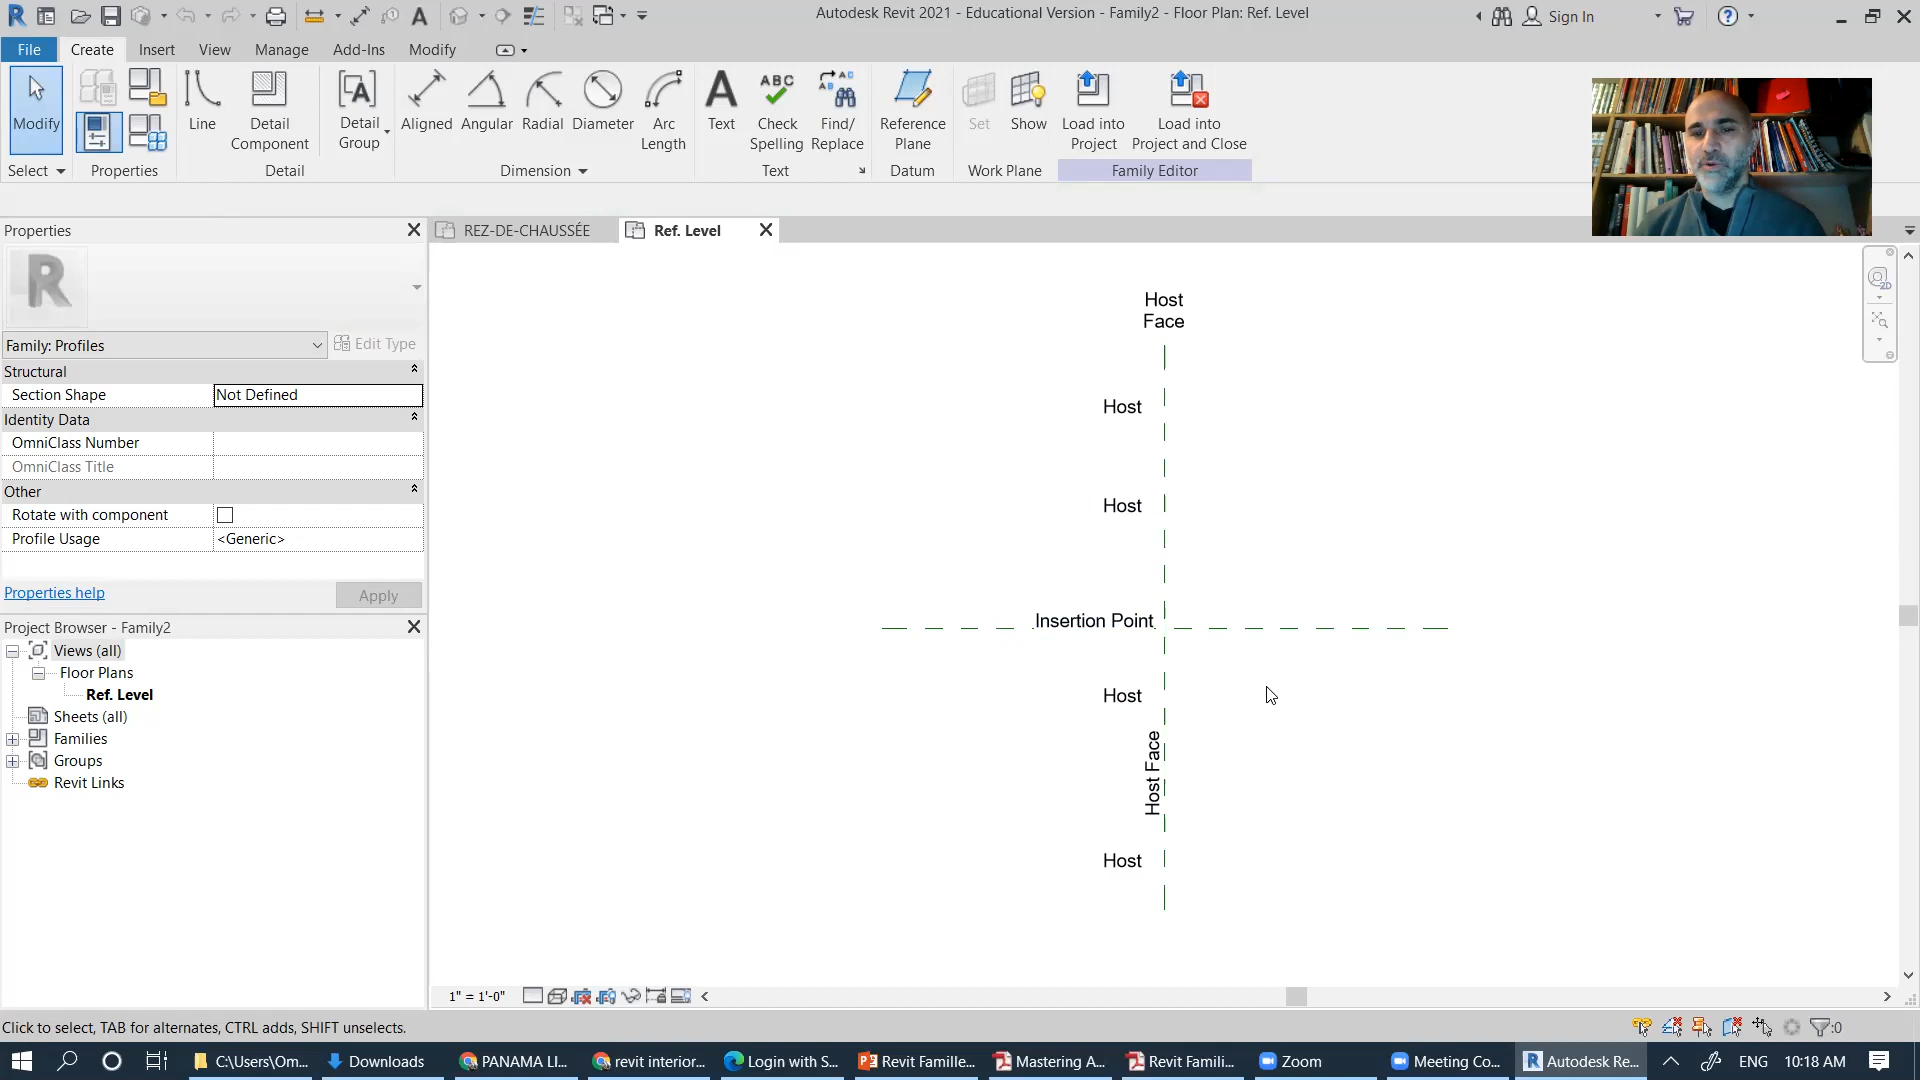 Autodesk Revit 2021 - Educational Version - Family2 - Floor Plan: Ref. Level
Sign In
File
Create
Insert
View
Manage
Add-Ins
Modify
Modify
Line
Detail
Component
Detail
Group
Aligned
Angular
Radial
Diameter
Arc
Length
Text
ABC
Check
Spelling
Find/
Replace
Reference
Plane
Set
Show
Load into
Project
Load into
Project and Close
Select
Properties
Detail
Dimension
Text
Datum
Work Plane
Family Editor
Properties
REZ-DE-CHAUSSÉE
Ref. Level
R
Family: Profiles
Edit Type
Structural
Section Shape
Not Defined
Identity Data
OmniClass Number
OmniClass Title
Other
Rotate with component
Profile Usage
<Generic>
Properties help
Apply
Project Browser - Family2
Views (all)
Floor Plans
Ref. Level
Sheets (all)
Families
Groups
Revit Links
Host
Face
Host
Host
Insertion Point
Host
Host Face
Host
2D
1" = 1'-0"
Click to select, TAB for alternates, CTRL adds, SHIFT unselects.
:0
C:\Users\Om...
Downloads
PANAMA LI...
revit interior...
Login with S...
Revit Famille...
Mastering A...
Revit Famili...
Zoom
Meeting Co...
Autodesk Re...
ENG
10:18 AM